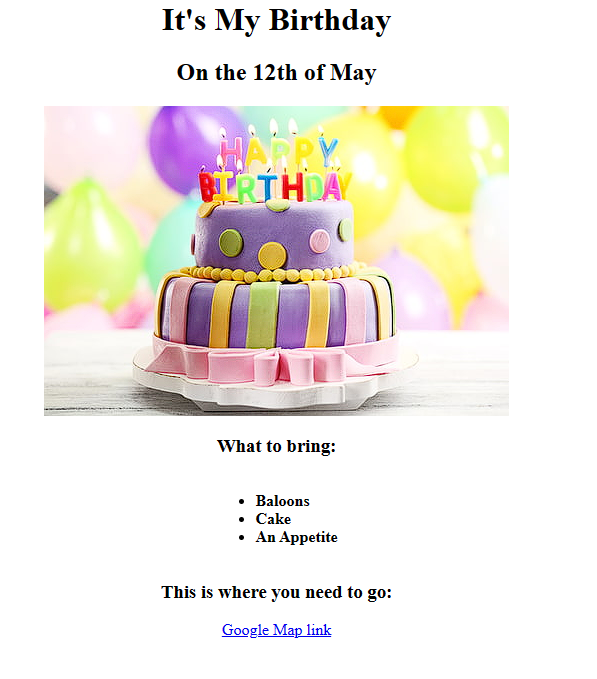 It's My Birthday
On the 12th of May
HAPPY
BIRTHDAY
What to bring:
Baloons
Cake
An Appetite
This is where you need to go:
Google Map link